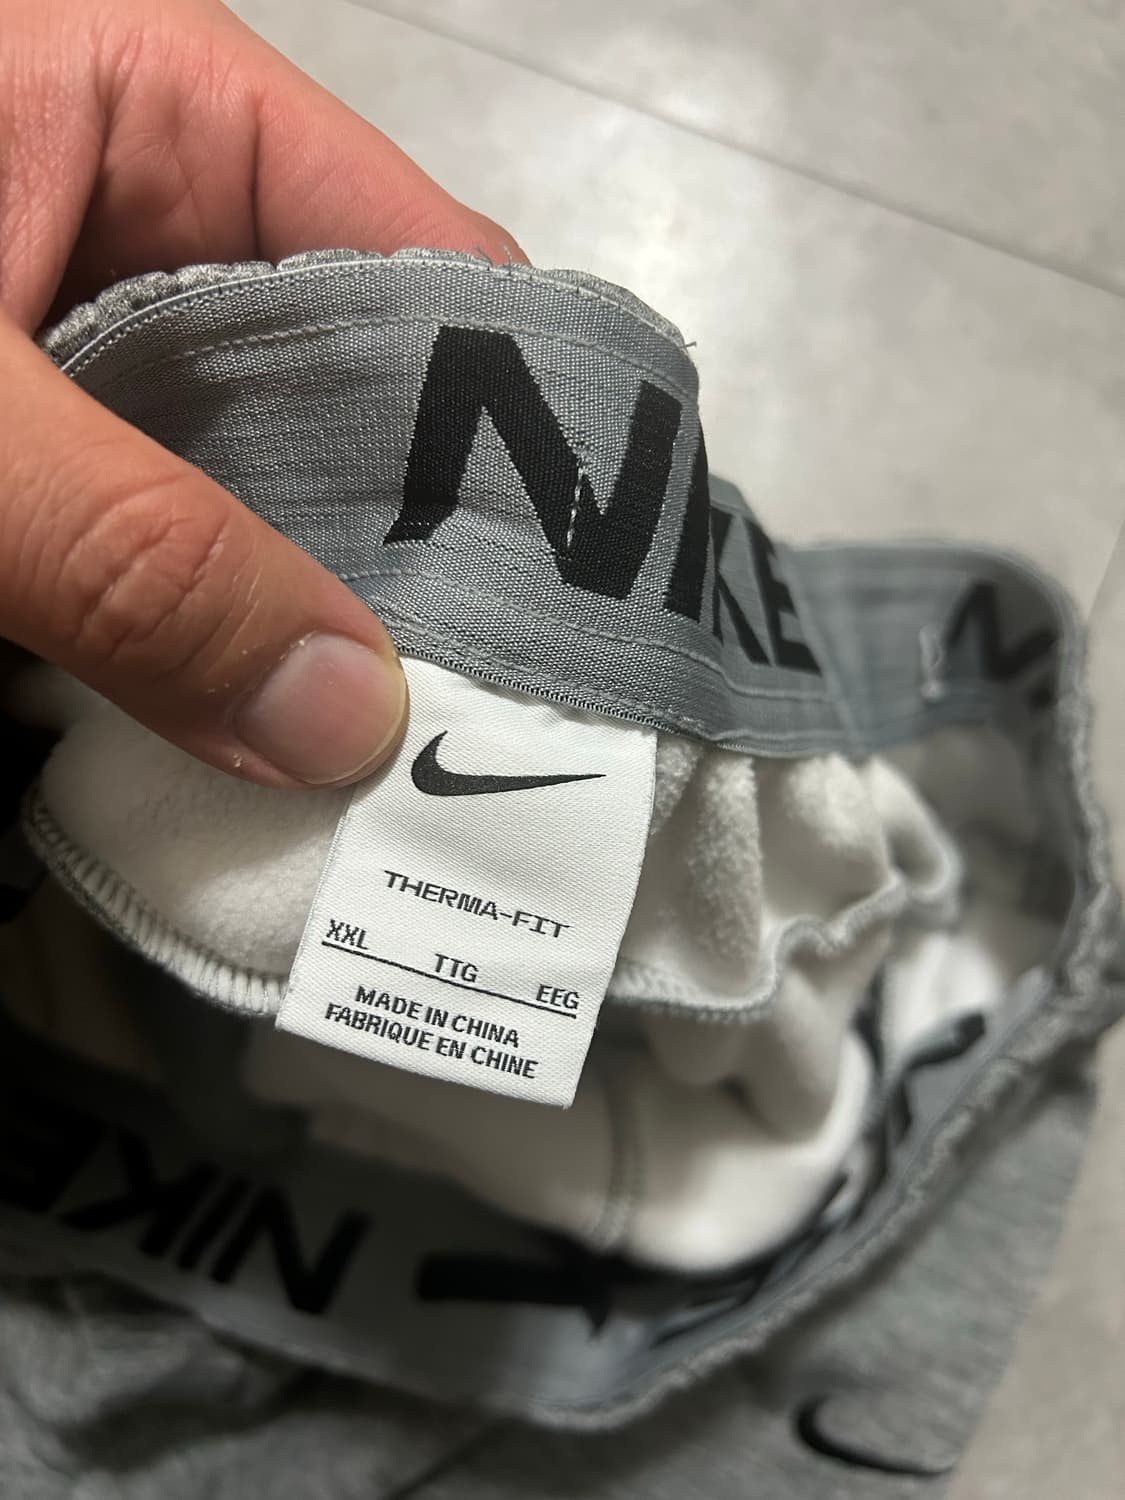 NIKE
NIKE
THERMA-FIT
XXL TTG EEG
MADE IN CHINA
FABRIQUE EN CHINE
NIKE